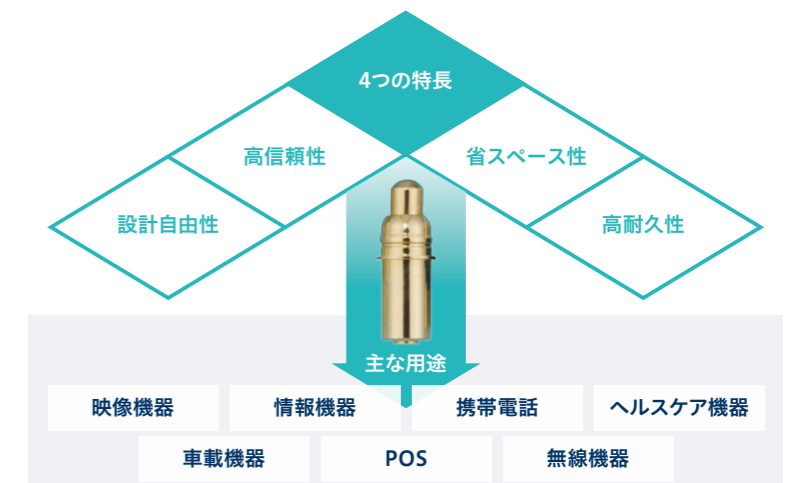 4つの特長
高信頼性
省スペース性
設計自由性
高耐久性
主な用途
映像機器
情報機器
携帯電話
ヘルスケア機器
車載機器
POS
無線機器